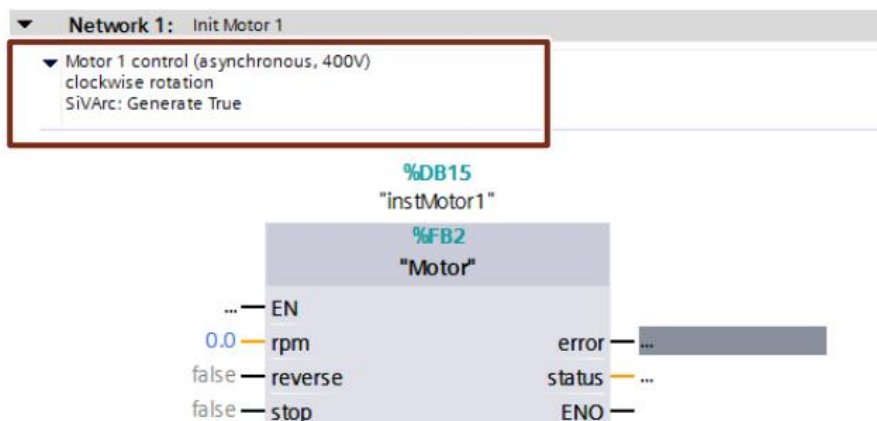 Network 1: Init Motor 1
Motor 1 control (asynchronous, 400V)
clockwise rotation
SiVArc: Generate True
%DB15
"instMotor1"
%FB2
"Motor"
... EN
0.0 rpm error ...
false reverse status ...
false stop ENO